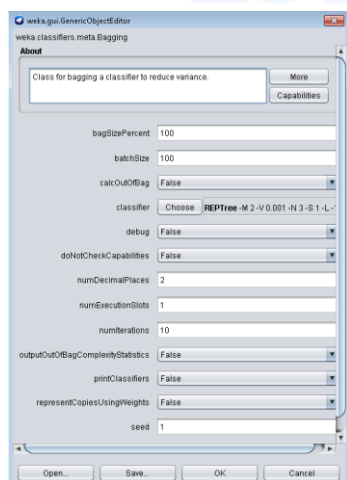 weka.gui.GenericObjectEditor
weka.classifiers.meta.Bagging
About
Class for bagging a classifier to reduce variance.
More
Capabilities
bagSizePercent 100
batchSize 100
calcOutOfBag False
classifier Choose REPTree -M 2 -V 0.001 -N 3 -S 1 -L -1
debug False
doNotCheckCapabilities False
numDecimalPlaces 2
numExecutionSlots 1
numIterations 10
outputOutOfBagComplexityStatistics False
printClassifiers False
representCopiesUsingWeights False
seed 1
Open... Save... OK Cancel